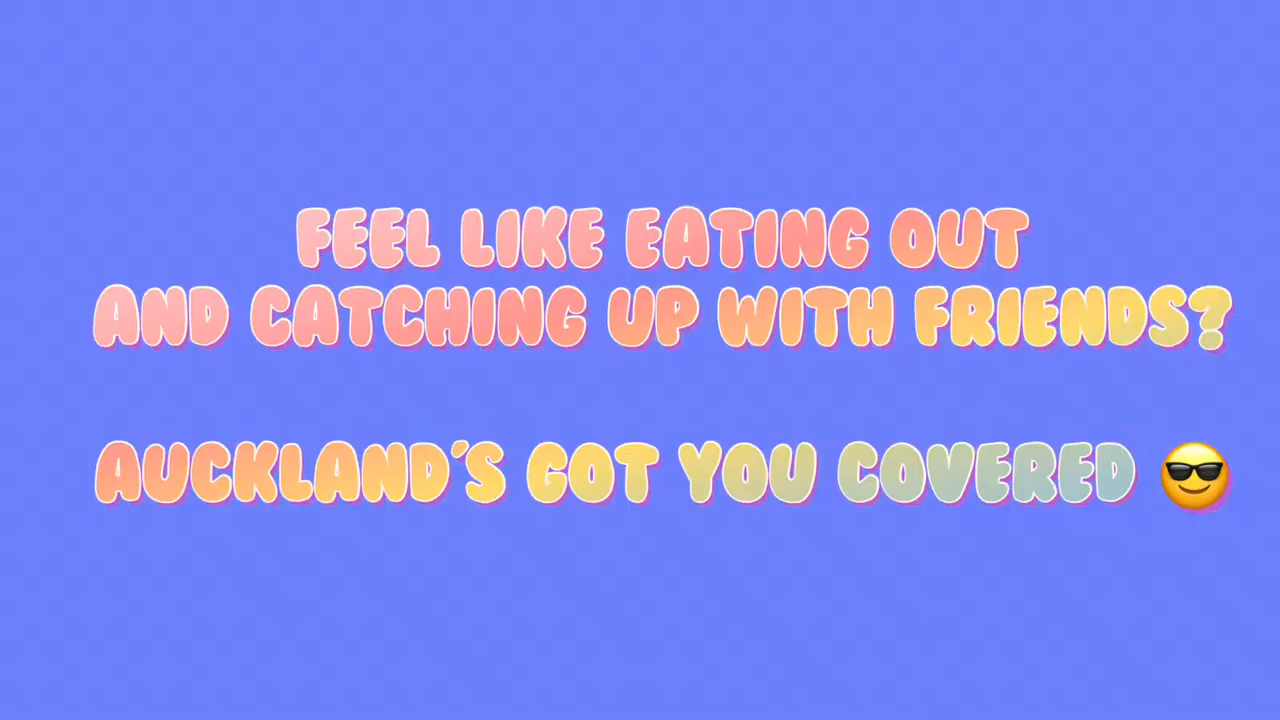 FEEL LIKE EATING OUT
AND CATCHING UP WITH FRIENDS?
AUCKLAND'S GOT YOU COVERED 😎